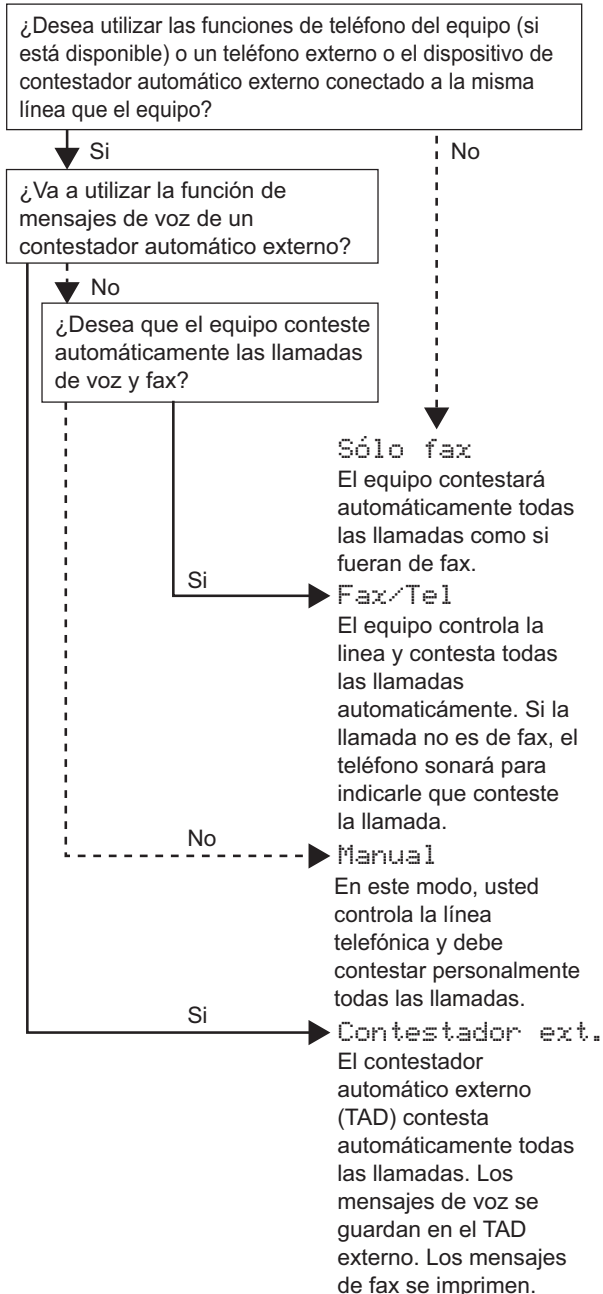 ¿Desea utilizar las funciones de teléfono del equipo (si
está disponible) o un teléfono externo o el dispositivo de
contestador automático externo conectado a la misma
línea que el equipo?
Si
No
¿Va a utilizar la función de
mensajes de voz de un
contestador automático externo?
No
¿Desea que el equipo conteste
automáticamente las llamadas
de voz y fax?
Sólo fax
El equipo contestará
automáticamente todas
las llamadas como si
fueran de fax.
Si
Fax/Tel
El equipo controla la
linea y contesta todas
las llamadas
automaticámente. Si la
llamada no es de fax, el
teléfono sonará para
indicarle que conteste
la llamada.
No
Manual
En este modo, usted
controla la línea
telefónica y debe
contestar personalmente
todas las llamadas.
Si
Contestador ext.
El contestador
automático externo
(TAD) contesta
automáticamente todas
las llamadas. Los
mensajes de voz se
guardan en el TAD
externo. Los mensajes
de fax se imprimen.